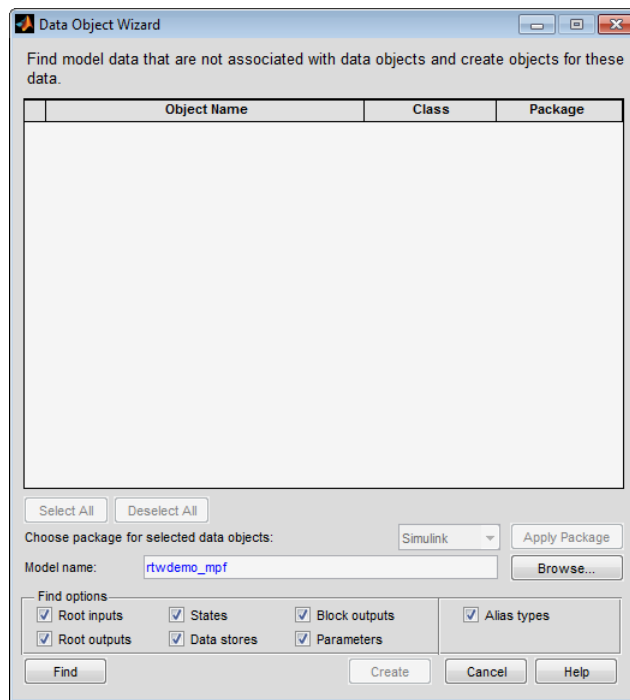 Data Object Wizard
Find model data that are not associated with data objects and create objects for these
data.
Object Name Class Package
Select All Deselect All
Choose package for selected data objects: Simulink Apply Package
Model name: rtwdemo_mpf Browse...
Find options
Root inputs States Block outputs Alias types
Root outputs Data stores Parameters
Find Create Cancel Help